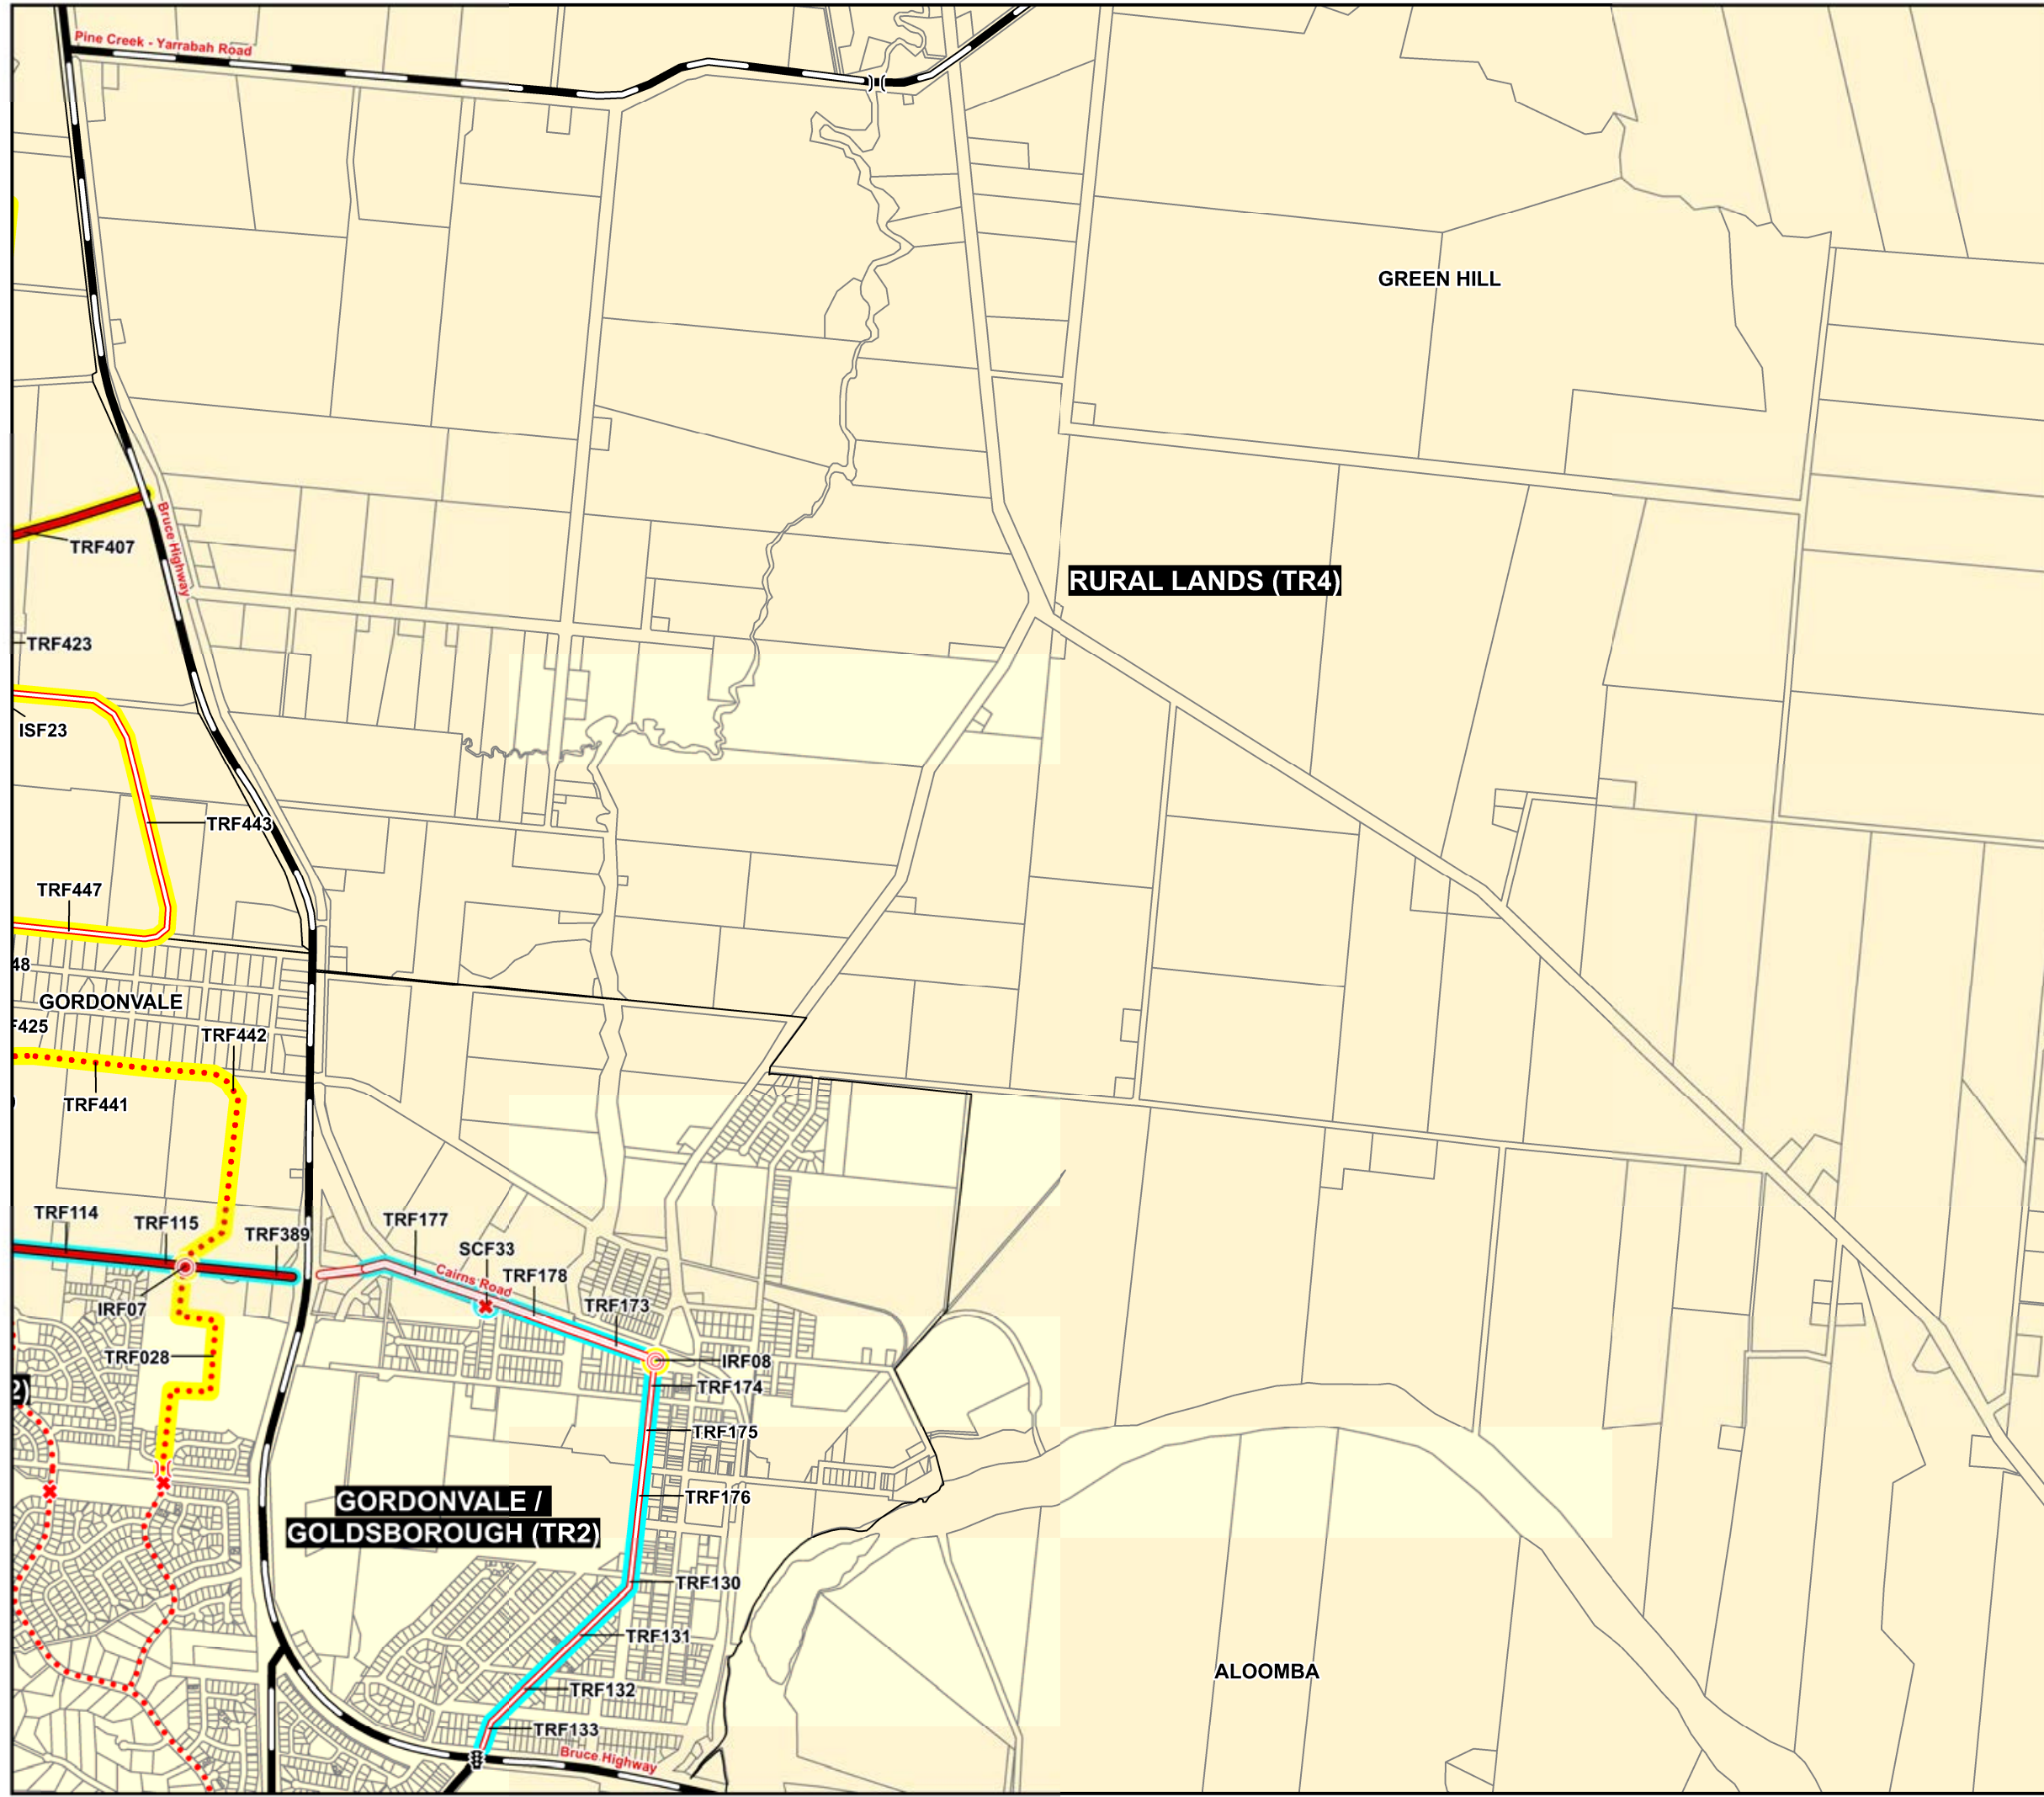 Pine Creek - Yarrabah Road
GREEN HILL
Bruce Highway
TRF407
RURAL LANDS (TR4)
TRF423
ISF23
TRF443
TRF447
48
GORDONVALE
F425
TRF442
TRF441
TRF114
TRF115
TRF389
TRF177
SCF33
Cairns Road
TRF178
TRF173
IRF07
TRF028
IRF08
TRF174
2)
TRF175
TRF176
GORDONVALE /
GOLDSBOROUGH (TR2)
TRF130
TRF131
ALOOMBA
TRF132
TRF133
Bruce Highway